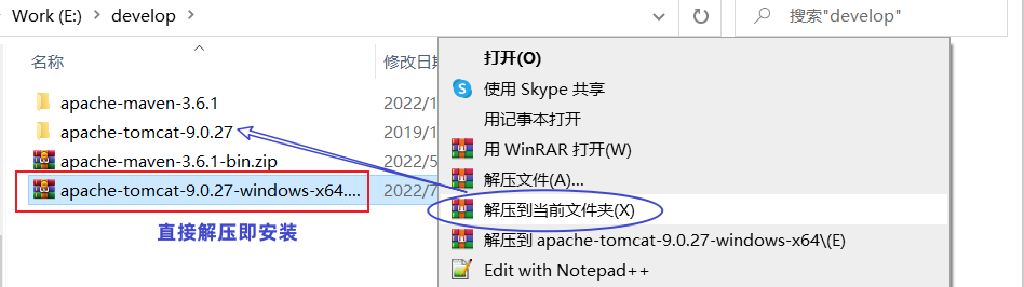 Work (E:) › develop ›
搜索"develop"
名称
修改日期
apache-maven-3.6.1
2022/1
apache-tomcat-9.0.27
2019/1
apache-maven-3.6.1-bin.zip
2022/5
apache-tomcat-9.0.27-windows-x64....
2022/7
直接解压即安装
打开(O)
使用 Skype 共享
用记事本打开
用 WinRAR 打开(W)
解压文件(A)...
解压到当前文件夹(X)
解压到 apache-tomcat-9.0.27-windows-x64\(E)
Edit with Notepad++